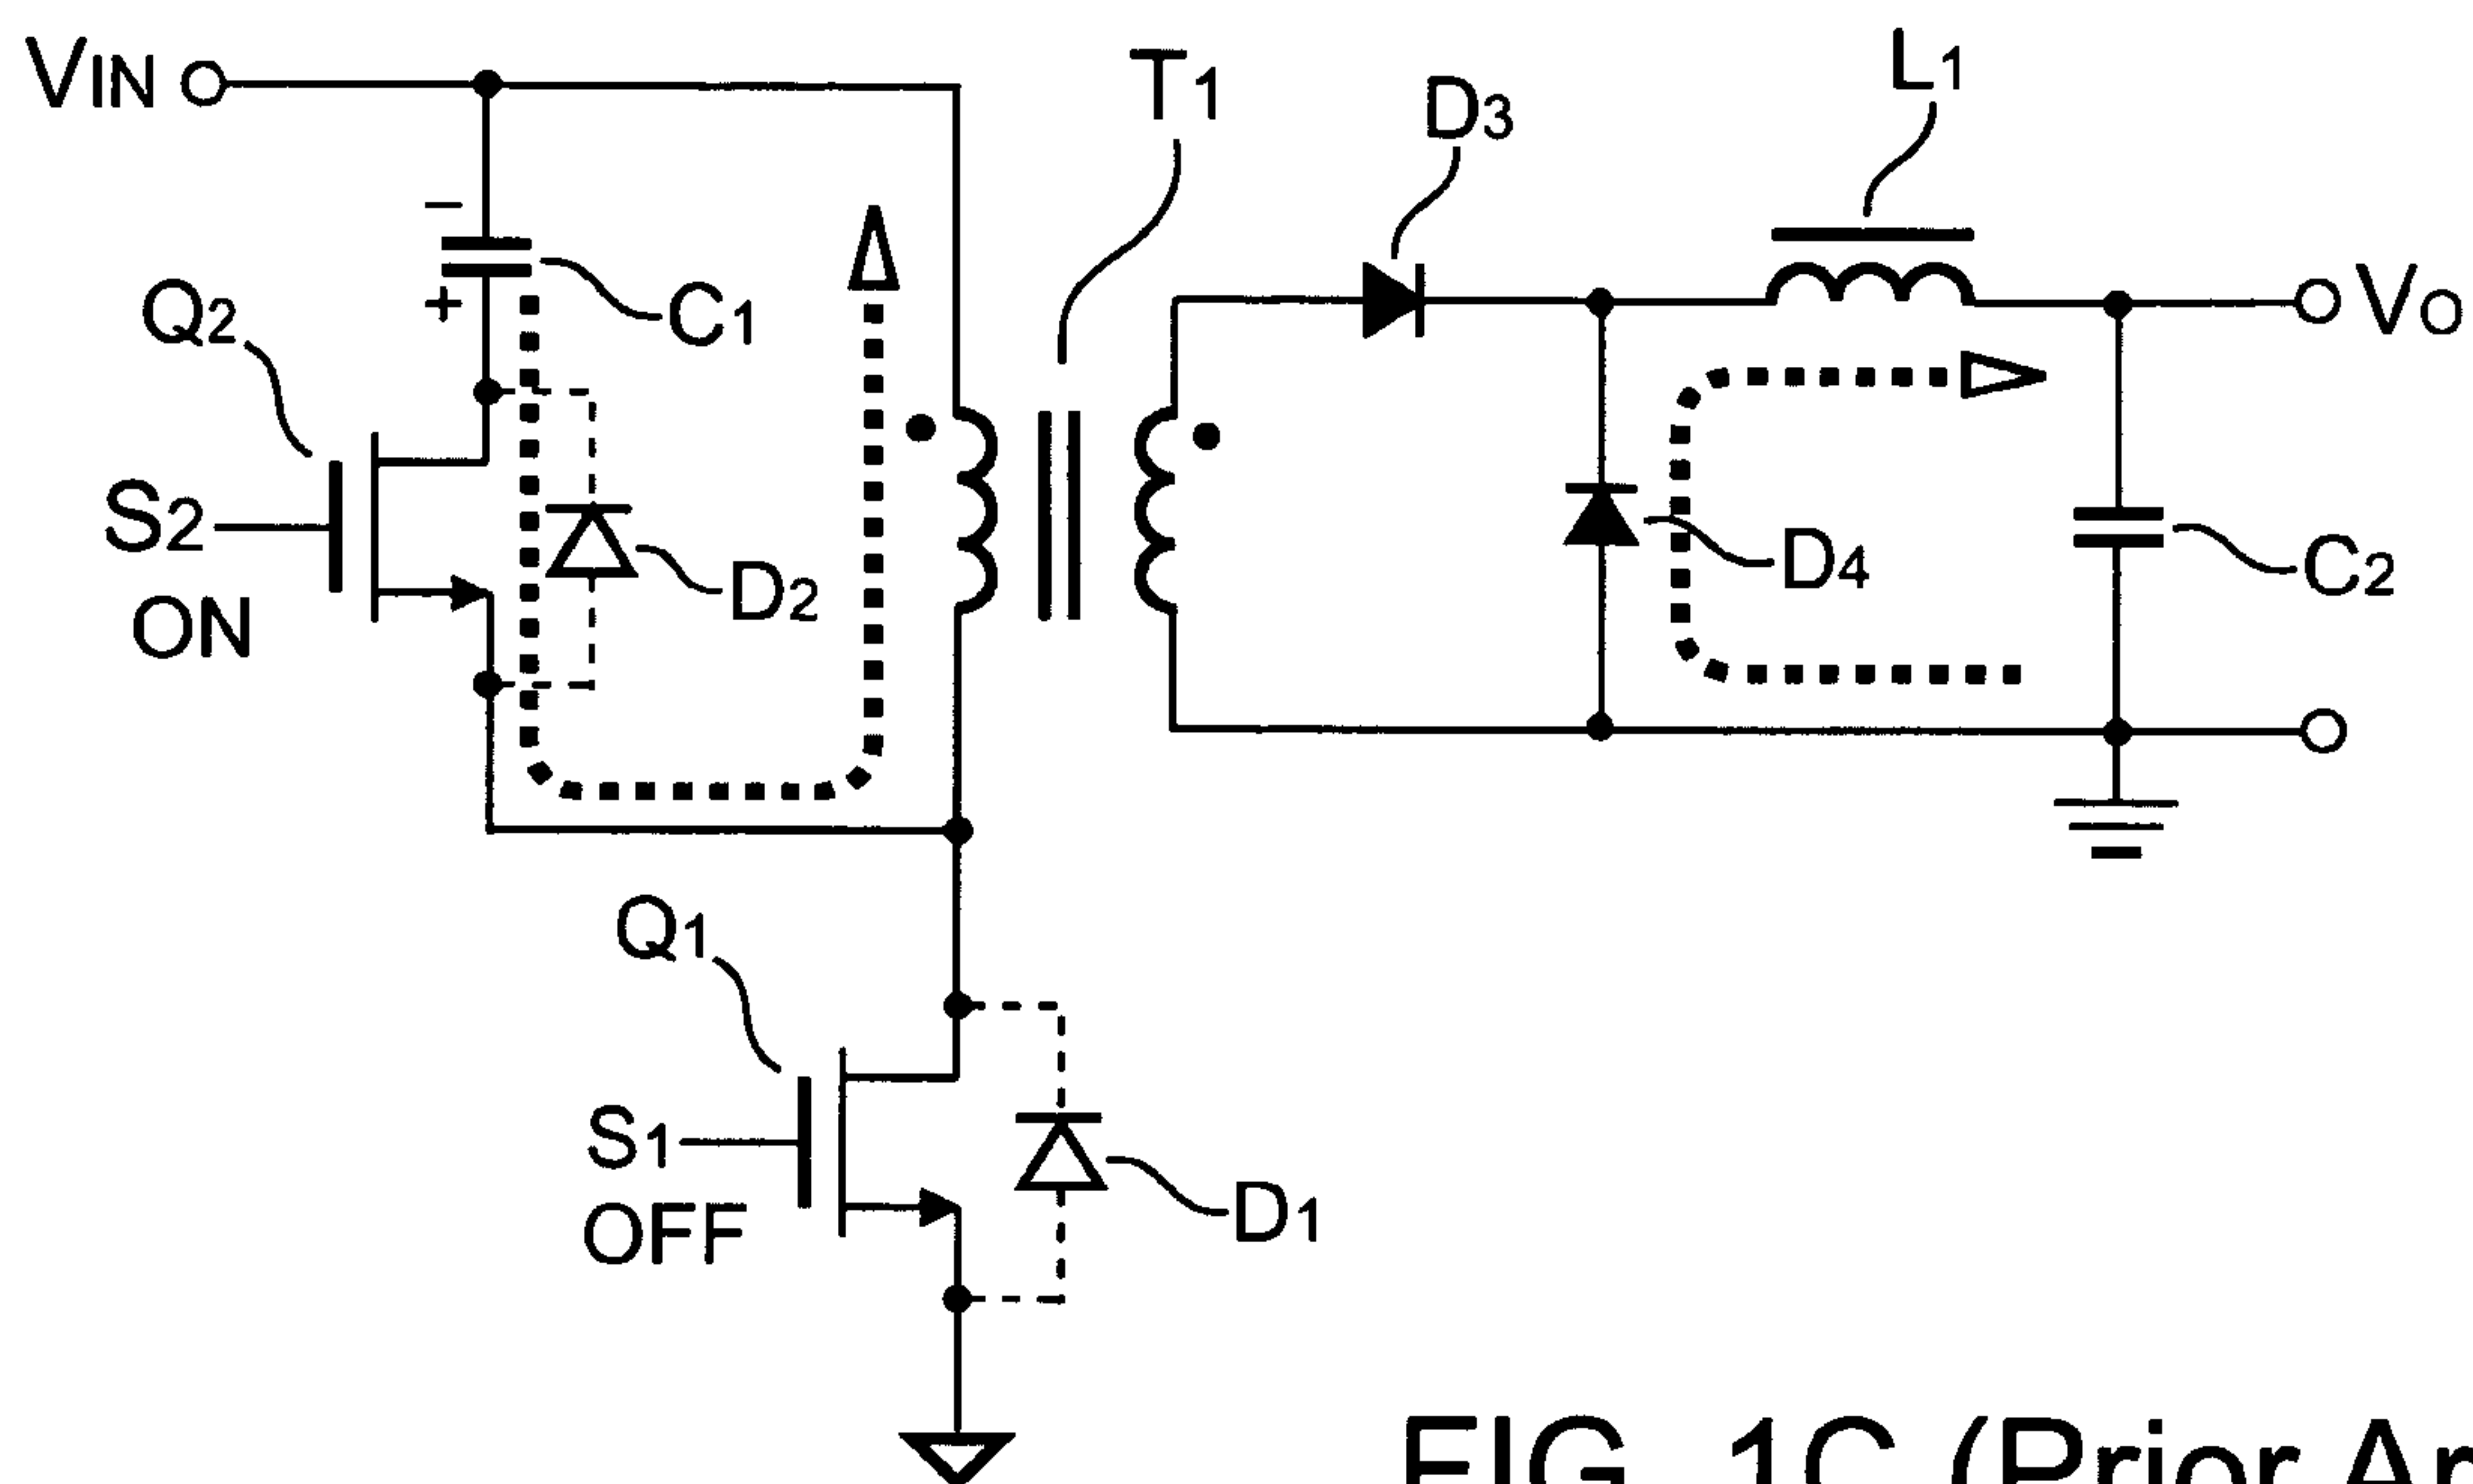 VIN
T1
D3
L1
−
+
C1
Q2
VO
S2
ON
D2
D4
C2
Q1
S1
OFF
D1
FIG. 1C (Prior